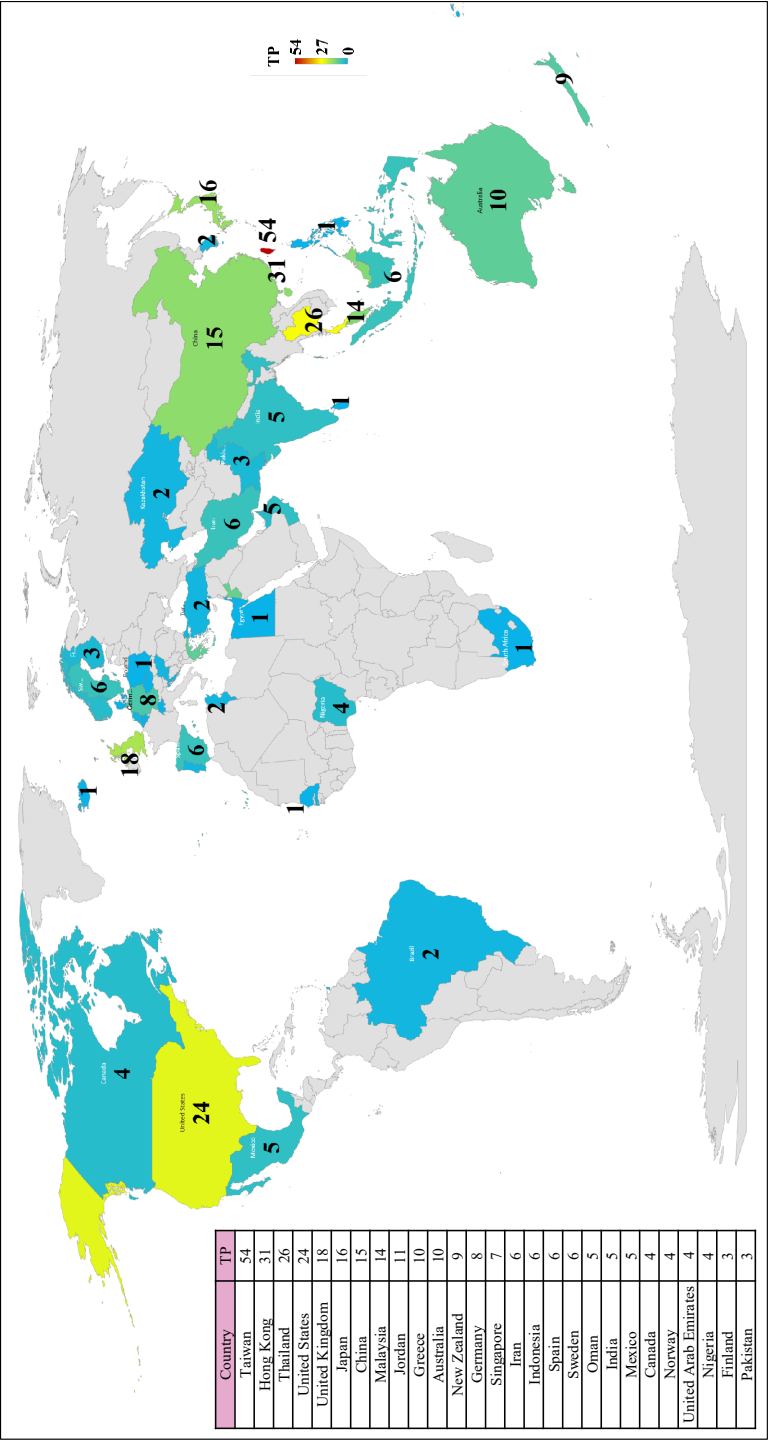 Canada
4
United States
24
Mexico
5
Brazil
2
1
18
6
1
2
Nigeria
4
Germ...
8
Sw...
6
3
1
2
Egypt
1
1
Kazakhstan
2
Iran
6
5
3
India
5
1
China
15
26
14
31
54
2
16
1
6
Australia
10
9
TP
54
27
0
Country TP
Taiwan 54
Hong Kong 31
Thailand 26
United States 24
United Kingdom 18
Japan 16
China 15
Malaysia 14
Jordan 11
Greece 10
Australia 10
New Zealand 9
Germany 8
Singapore 7
Iran 6
Indonesia 6
Spain 6
Sweden 6
Oman 5
India 5
Mexico 5
Canada 4
Norway 4
United Arab Emirates 4
Nigeria 4
Finland 3
Pakistan 3